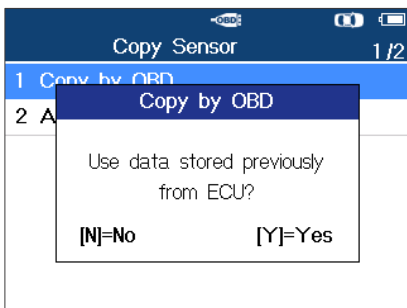 OBD
Copy Sensor 1/2
1 Copy by OBD
2 A
Copy by OBD
Use data stored previously
from ECU?
[N]=No [Y]=Yes